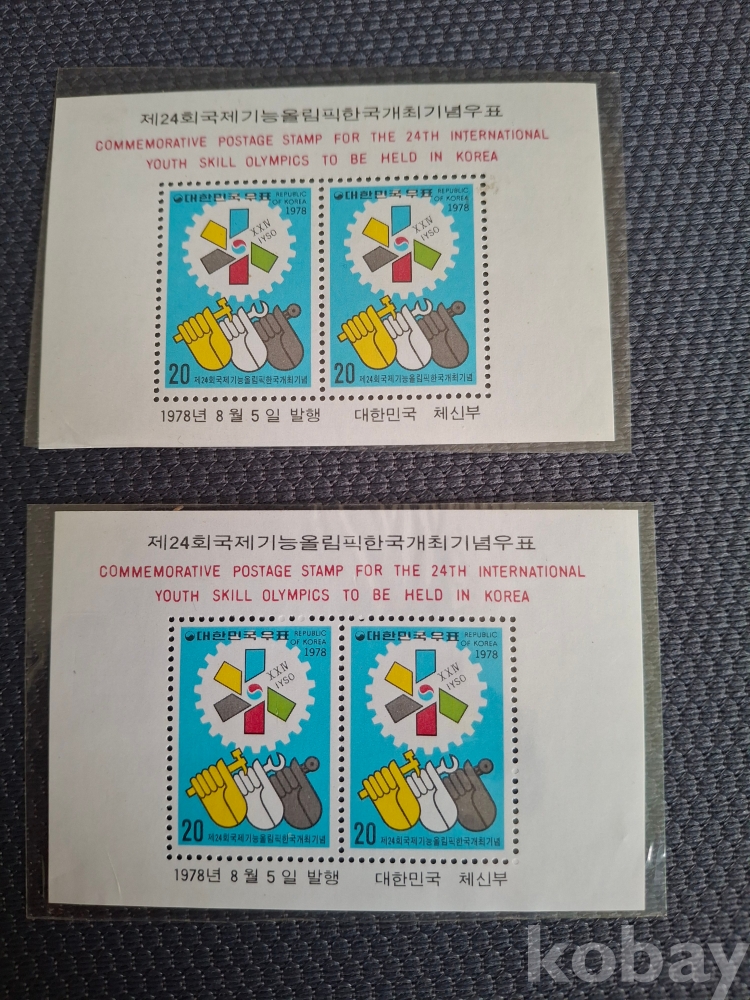 제24회국제기능올림픽한국개최기념우표
COMMEMORATIVE POSTAGE STAMP FOR THE 24TH INTERNATIONAL
YOUTH SKILL OLYMPICS TO BE HELD IN KOREA
대한민국우표 REPUBLIC OF KOREA
1978
XXIV
IYSO
20 제24회국제기능올림픽한국개최기념
대한민국우표 REPUBLIC OF KOREA
1978
XXIV
IYSO
20 제24회국제기능올림픽한국개최기념
1978년 8월 5일 발행 대한민국 체신부
제24회국제기능올림픽한국개최기념우표
COMMEMORATIVE POSTAGE STAMP FOR THE 24TH INTERNATIONAL
YOUTH SKILL OLYMPICS TO BE HELD IN KOREA
대한민국우표 REPUBLIC OF KOREA
1978
XXIV
IYSO
20 제24회국제기능올림픽한국개최기념
대한민국우표 REPUBLIC OF KOREA
1978
XXIV
IYSO
20 제24회국제기능올림픽한국개최기념
1978년 8월 5일 발행 대한민국 체신부
kobay